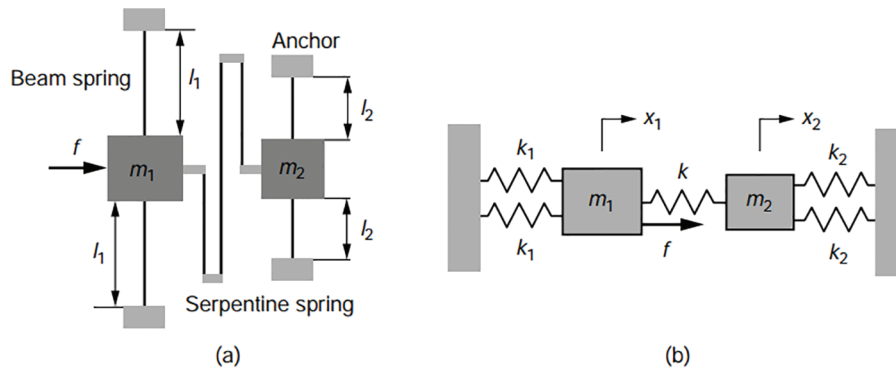 Anchor
Beam spring
l₁
l₂
f
m₁
m₂
l₁
l₂
Serpentine spring
(a)
x₁
x₂
k₁
k
k₂
m₁
m₂
k₁
f
k₂
(b)